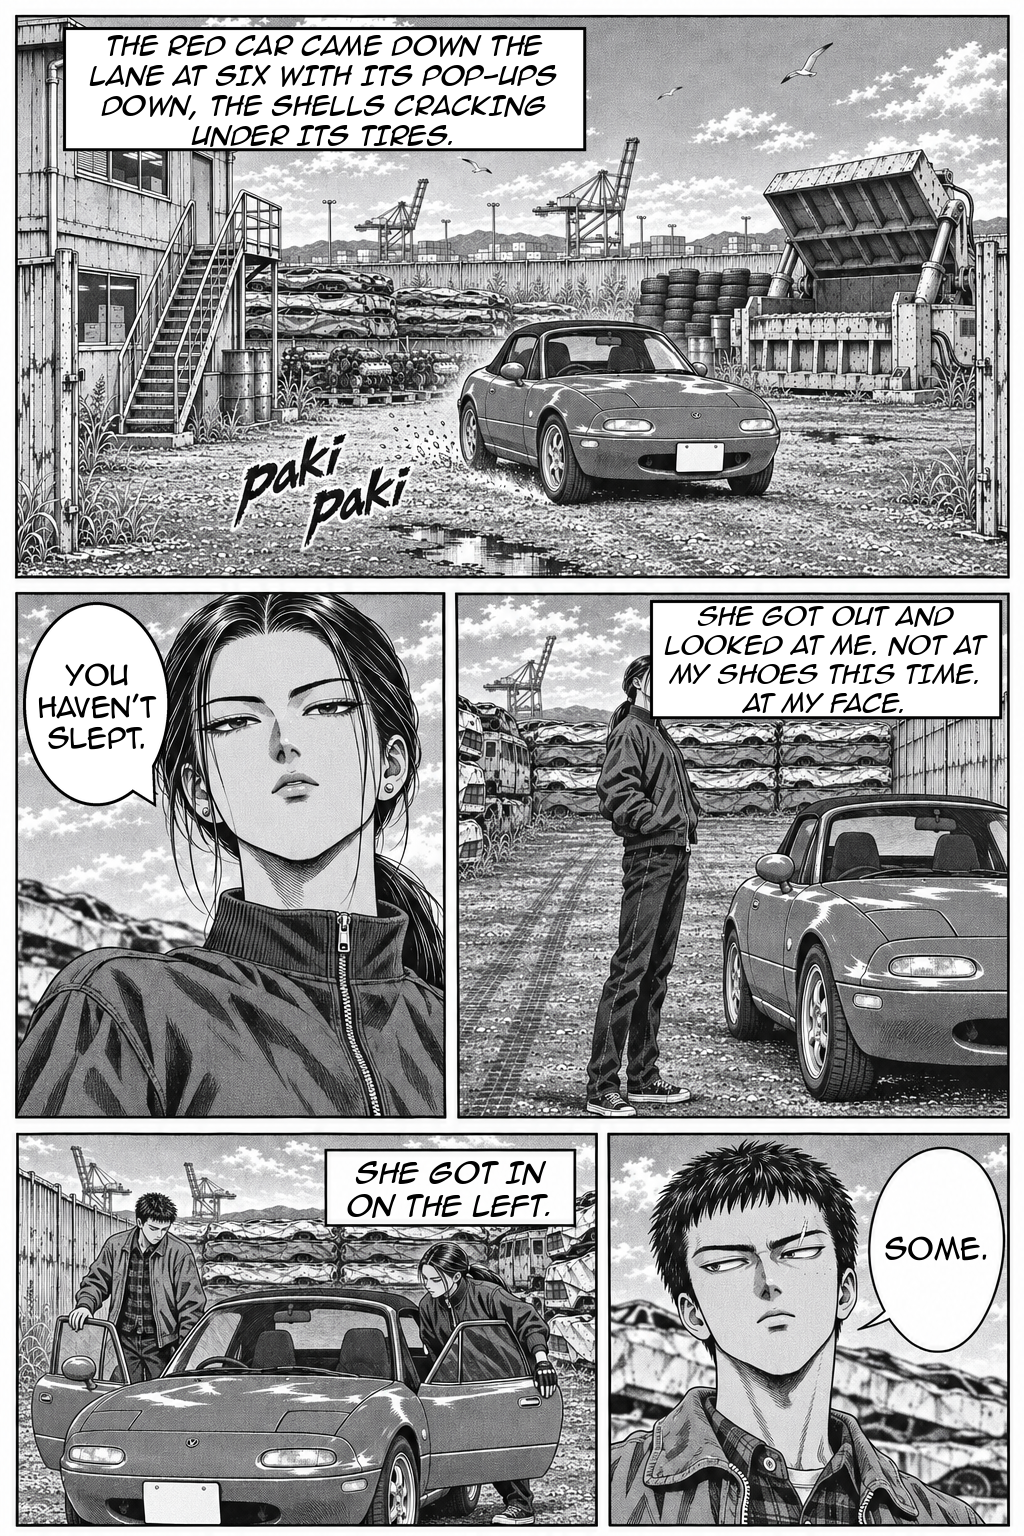 THE RED CAR CAME DOWN THE
LANE AT SIX WITH ITS POP-UPS
DOWN, THE SHELLS CRACKING
UNDER ITS TIRES.
paki
paki
YOU
HAVEN'T
SLEPT.
SHE GOT OUT AND
LOOKED AT ME. NOT AT
MY SHOES THIS TIME.
AT MY FACE.
SHE GOT IN
ON THE LEFT.
SOME.